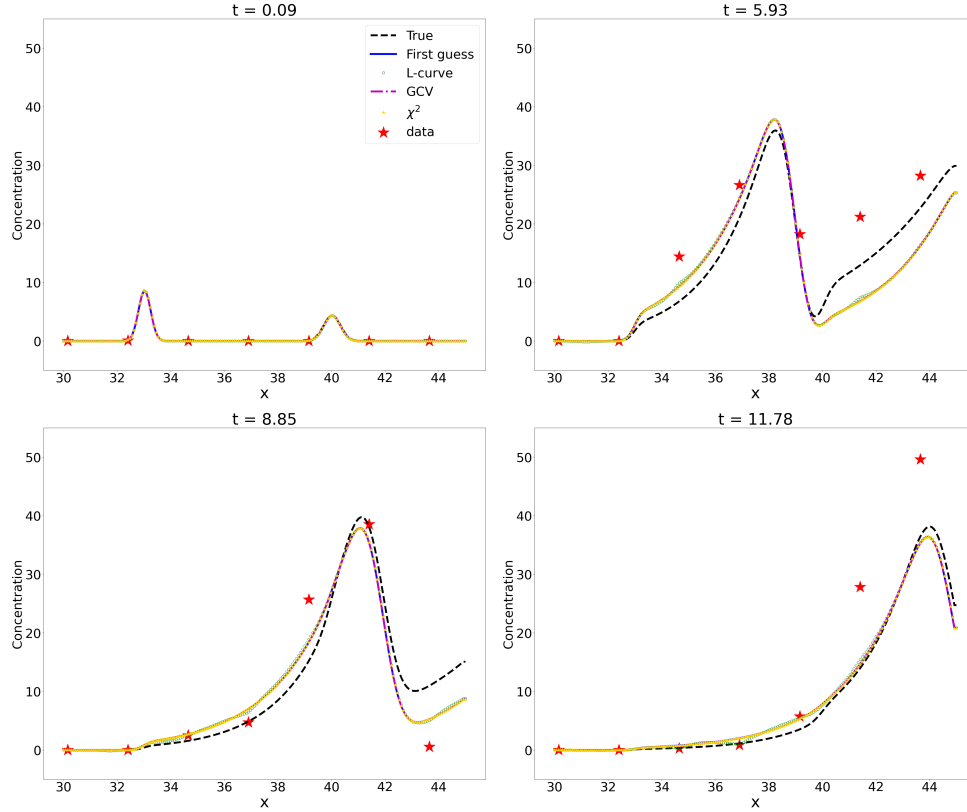 t = 0.09
Concentration
50
40
30
20
10
0
30 32 34 36 38 40 42 44
x
True
First guess
L-curve
GCV
χ²
data
t = 5.93
Concentration
50
40
30
20
10
0
30 32 34 36 38 40 42 44
x
t = 8.85
Concentration
50
40
30
20
10
0
30 32 34 36 38 40 42 44
x
t = 11.78
Concentration
50
40
30
20
10
0
30 32 34 36 38 40 42 44
x